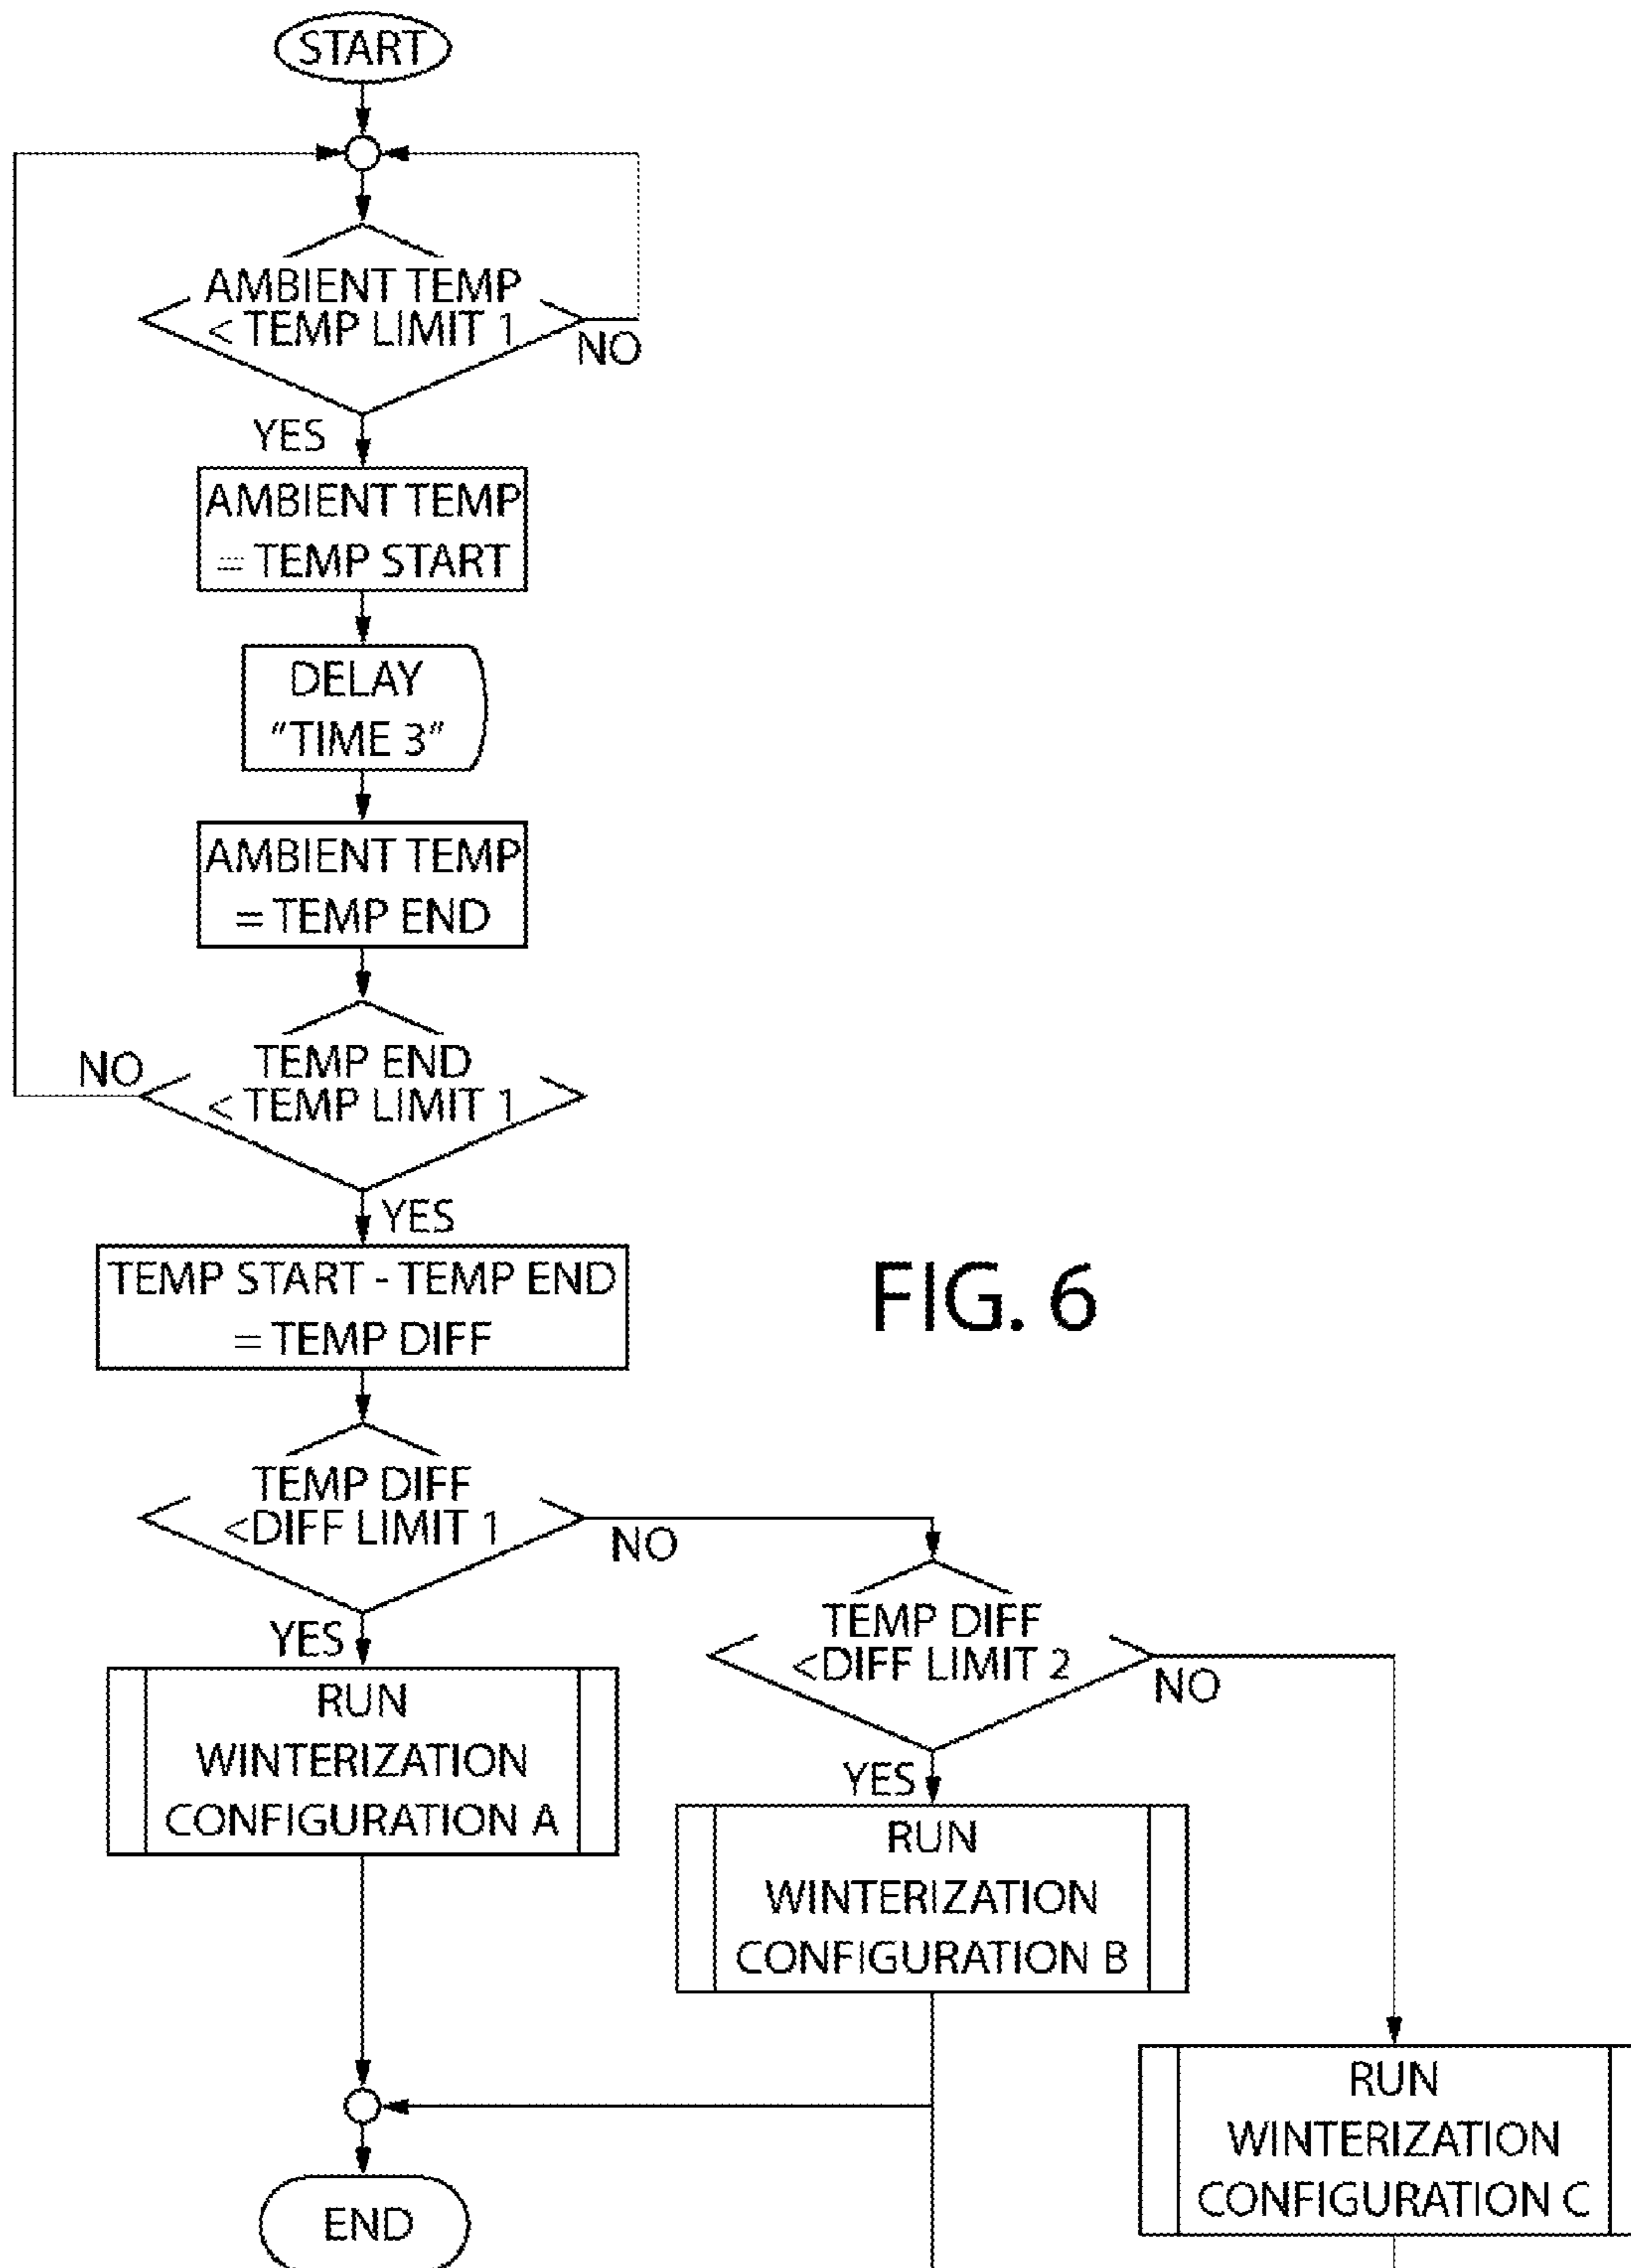 START
AMBIENT TEMP
< TEMP LIMIT 1
NO
YES
AMBIENT TEMP
= TEMP START
DELAY
"TIME 3"
AMBIENT TEMP
= TEMP END
TEMP END
< TEMP LIMIT 1
NO
YES
TEMP START - TEMP END
= TEMP DIFF
FIG. 6
TEMP DIFF
<DIFF LIMIT 1
NO
YES
RUN
WINTERIZATION
CONFIGURATION A
TEMP DIFF
<DIFF LIMIT 2
NO
YES
RUN
WINTERIZATION
CONFIGURATION B
RUN
WINTERIZATION
CONFIGURATION C
END